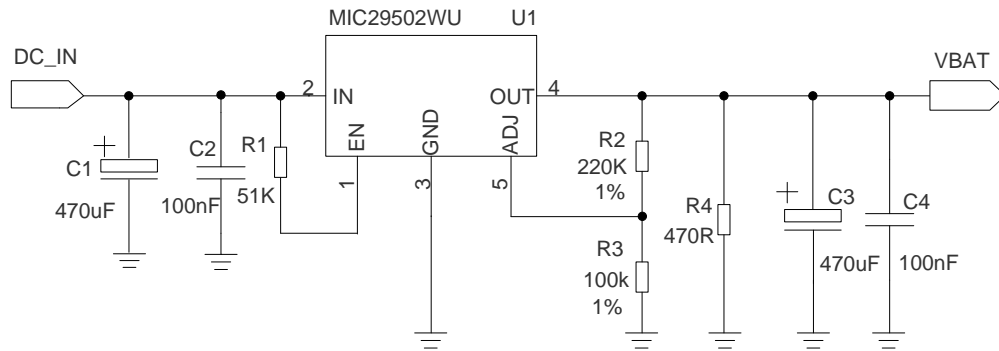 MIC29502WU U1
DC_IN
VBAT
2 IN
OUT 4
EN
GND
ADJ
1
3
5
+
C1
470uF
C2
100nF
R1
51K
R2
220K
1%
R3
100k
1%
R4
470R
+
C3
470uF
C4
100nF